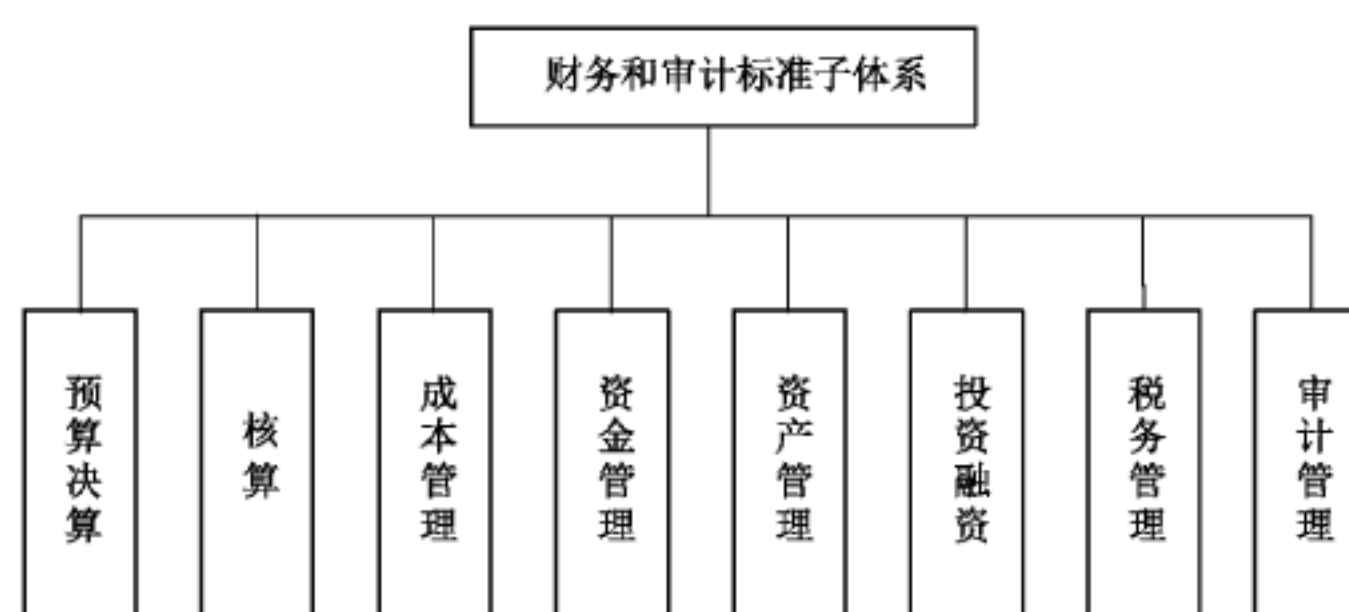 财务和审计标准子体系
预算决算
核算
成本管理
资金管理
资产管理
投资融资
税务管理
审计管理